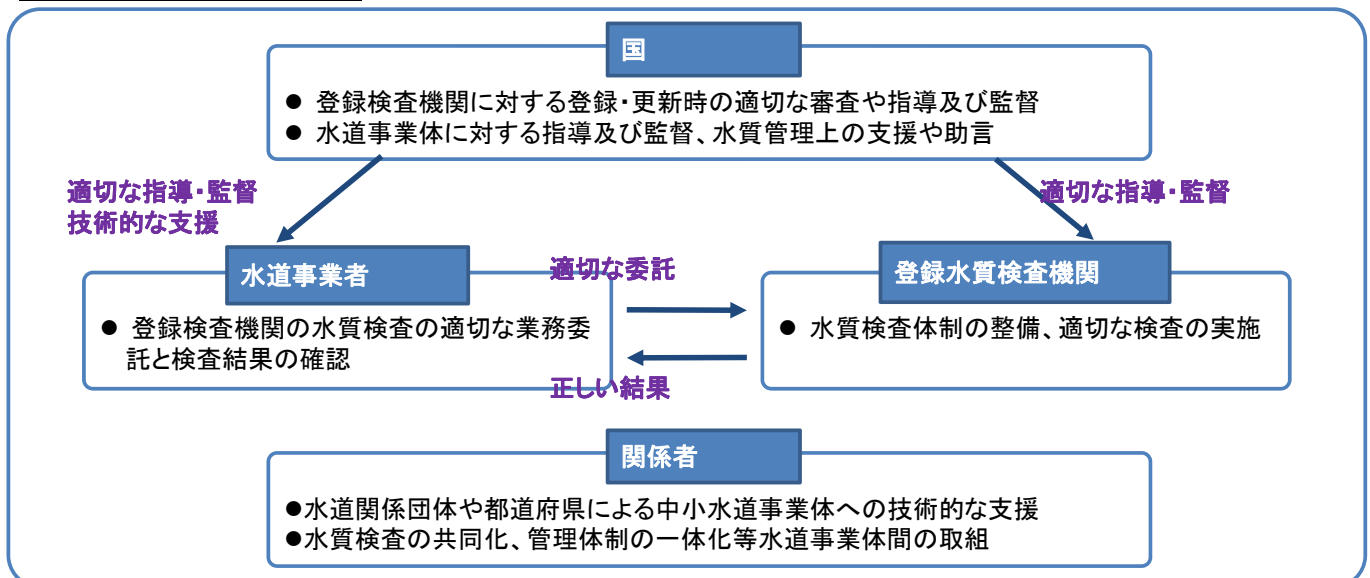 国
● 登録検査機関に対する登録・更新時の適切な審査や指導及び監督
● 水道事業体に対する指導及び監督、水質管理上の支援や助言
適切な指導・監督
技術的な支援
適切な指導・監督
水道事業者
● 登録検査機関の水質検査の適切な業務委
託と検査結果の確認
適切な委託
正しい結果
登録水質検査機関
● 水質検査体制の整備、適切な検査の実施
関係者
●水道関係団体や都道府県による中小水道事業体への技術的な支援
●水質検査の共同化、管理体制の一体化等水道事業体間の取組